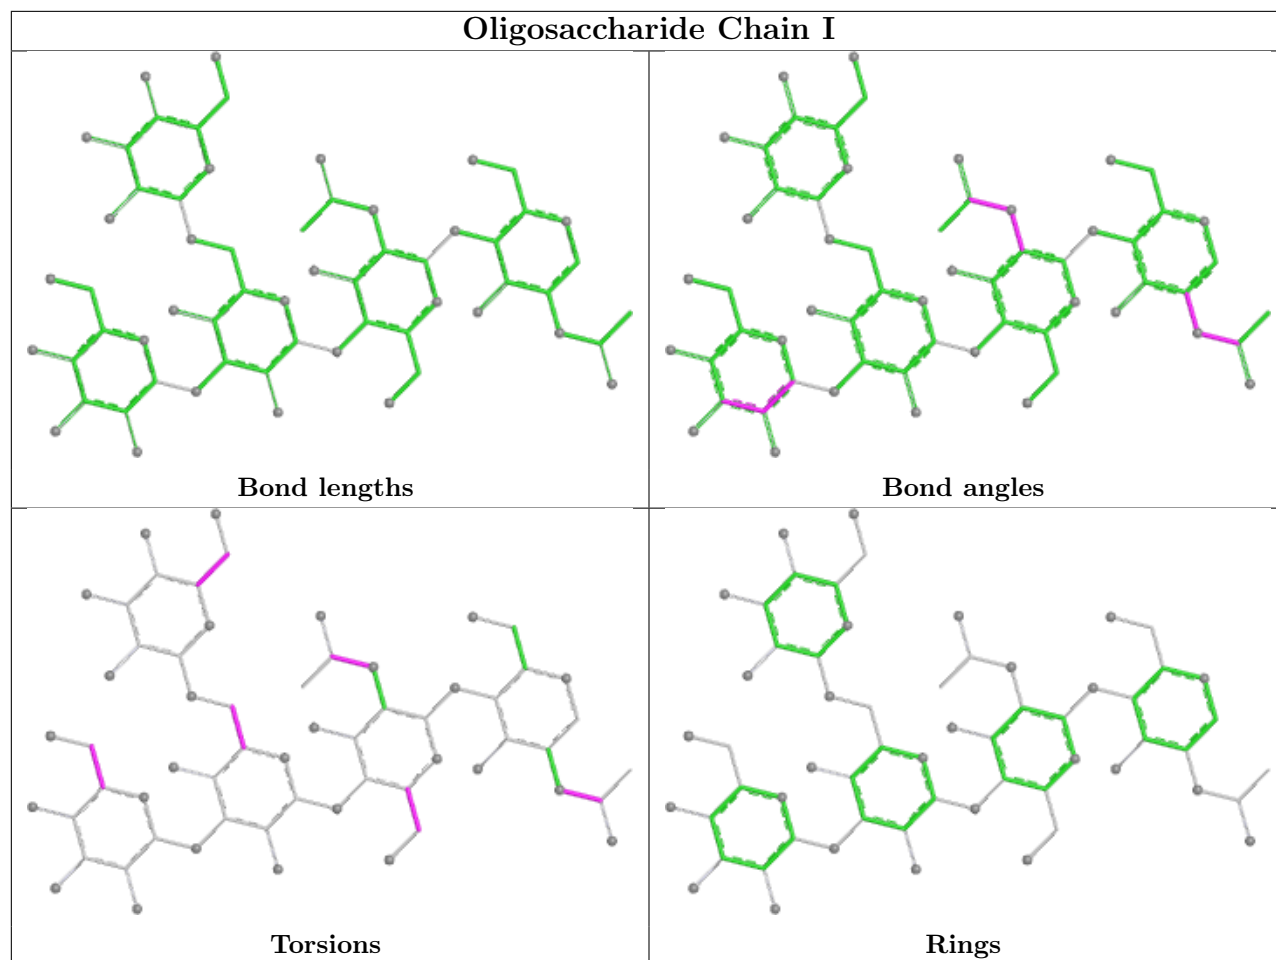 Oligosaccharide Chain I
Bond lengths
Bond angles
Torsions
Rings